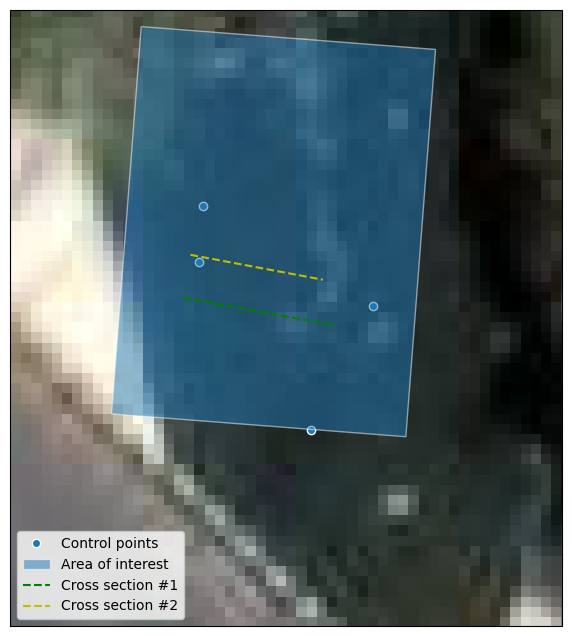 Control points
Area of interest
Cross section #1
Cross section #2